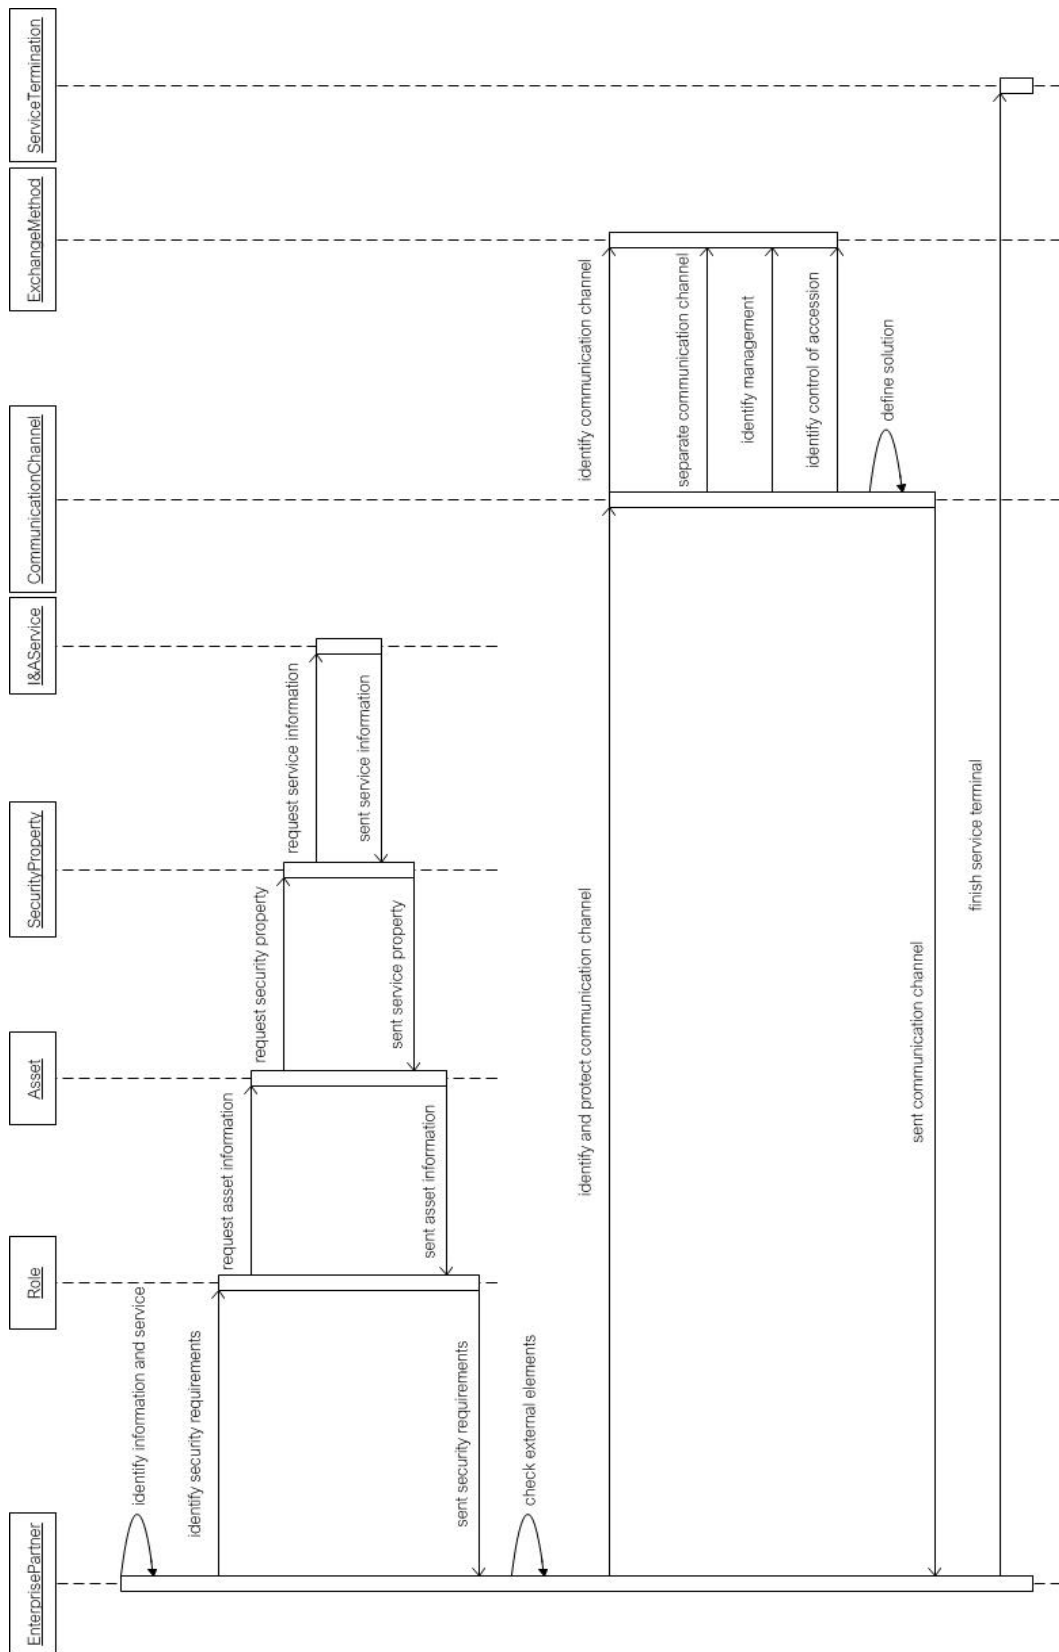 EnterprisePartner
Role
Asset
SecurityProperty
I&AService
CommunicationChannel
ExchangeMethod
ServiceTermination
identify information and service
identify security requirements
request asset information
request security property
request service information
sent service information
sent service property
sent asset information
sent security requirements
check external elements
identify and protect communication channel
identify communication channel
separate communication channel
identify management
identify control of accession
define solution
sent communication channel
finish service terminal